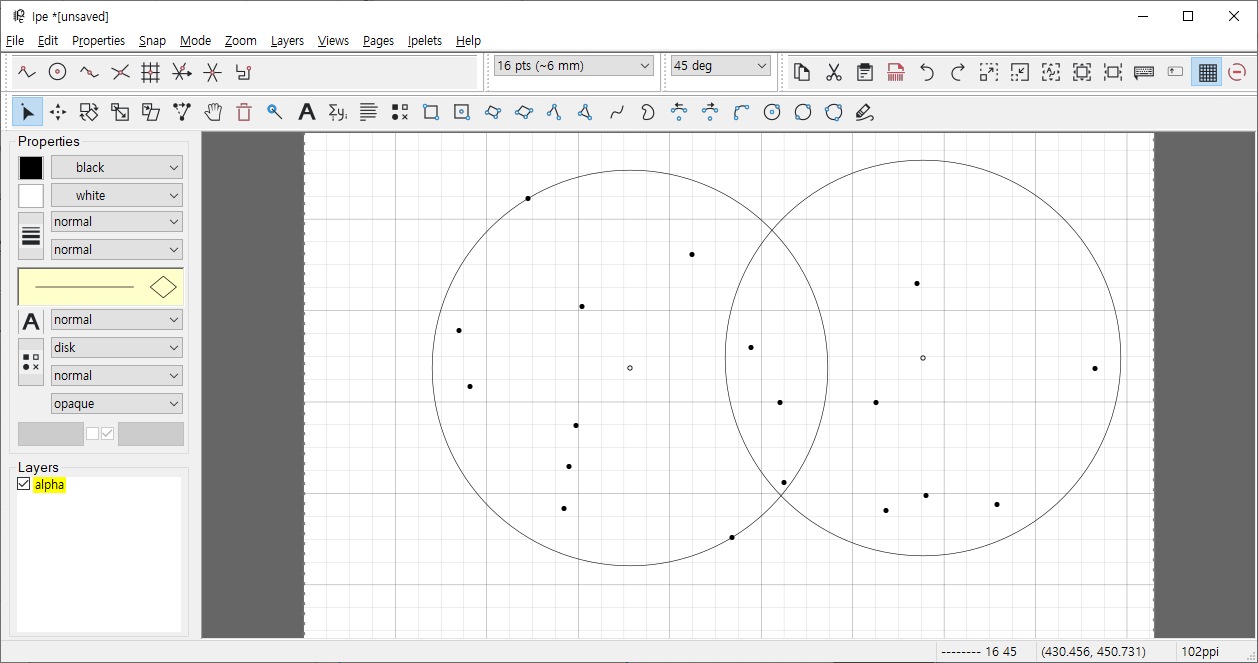 Ipe *[unsaved]
File Edit Properties Snap Mode Zoom Layers Views Pages Ipelets Help
16 pts (~6 mm) 45 deg
A Σyᵢ
Properties
black
white
normal
normal
A normal
disk
normal
opaque
Layers
alpha
-------- 16 45 (430.456, 450.731) 102ppi